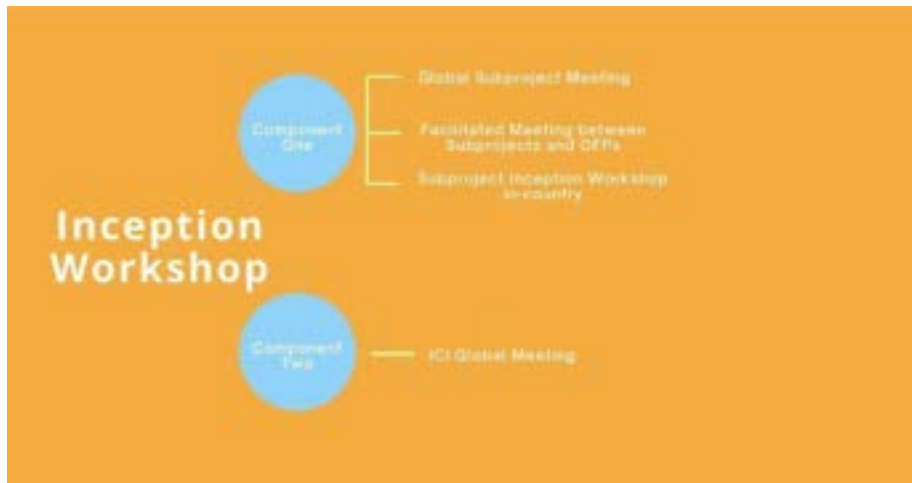 Inception
Workshop
Component
One
Global Subproject Meeting
Facilitated Meeting between
Subprojects and OFPs
Subproject Inception Workshop
in-country
Component
Two
ICI Global Meeting